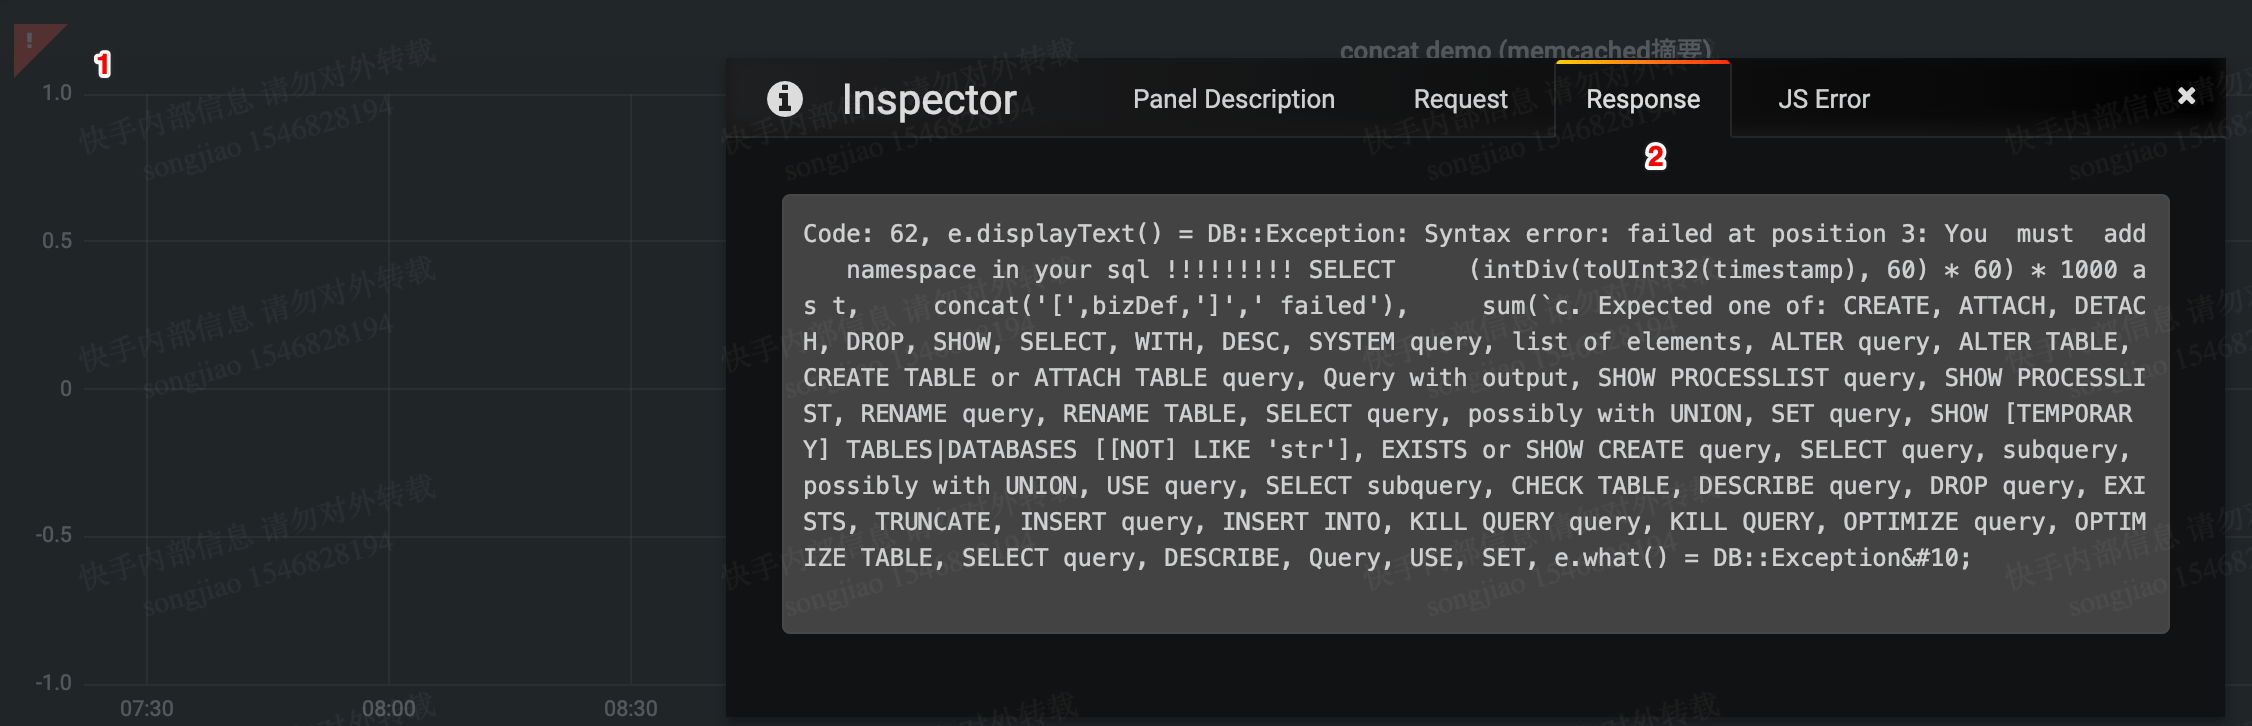 !
1
concat demo (memcached摘要)
1.0
0.5
0
-0.5
-1.0
07:30
08:00
08:30
Inspector
Panel Description
Request
Response
JS Error
2
Code: 62, e.displayText() = DB::Exception: Syntax error: failed at position 3: You  must  add
   namespace in your sql !!!!!!!!! SELECT     (intDiv(toUInt32(timestamp), 60) * 60) * 1000 a
s t,     concat('[',bizDef,']',' failed'),     sum(`c. Expected one of: CREATE, ATTACH, DETAC
H, DROP, SHOW, SELECT, WITH, DESC, SYSTEM query, list of elements, ALTER query, ALTER TABLE,
CREATE TABLE or ATTACH TABLE query, Query with output, SHOW PROCESSLIST query, SHOW PROCESSLI
ST, RENAME query, RENAME TABLE, SELECT query, possibly with UNION, SET query, SHOW [TEMPORAR
Y] TABLES|DATABASES [[NOT] LIKE 'str'], EXISTS or SHOW CREATE query, SELECT query, subquery,
possibly with UNION, USE query, SELECT subquery, CHECK TABLE, DESCRIBE query, DROP query, EXI
STS, TRUNCATE, INSERT query, INSERT INTO, KILL QUERY query, KILL QUERY, OPTIMIZE query, OPTIM
IZE TABLE, SELECT query, DESCRIBE, Query, USE, SET, e.what() = DB::Exception&#10;
快手内部信息 请勿对外转载
songjiao 1546828194